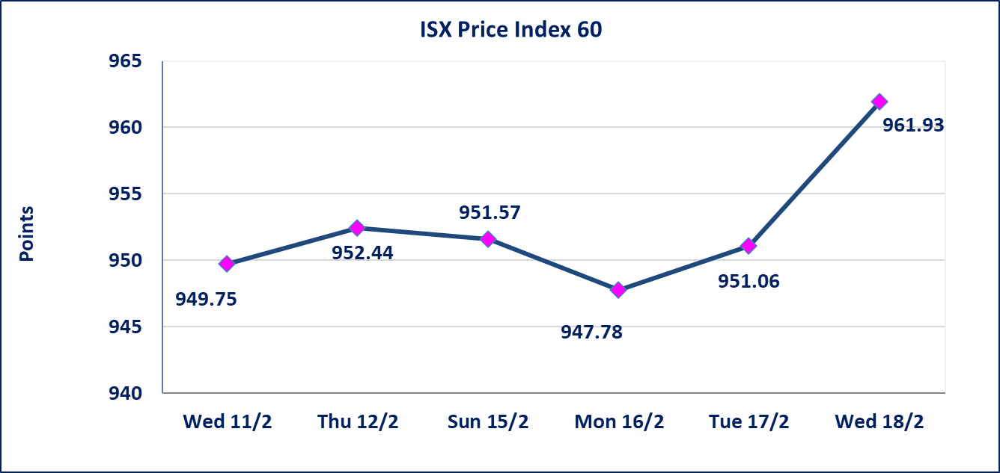 ISX Price Index 60
Points
965
960
955
950
945
940
949.75
952.44
951.57
947.78
951.06
961.93
Wed 11/2
Thu 12/2
Sun 15/2
Mon 16/2
Tue 17/2
Wed 18/2